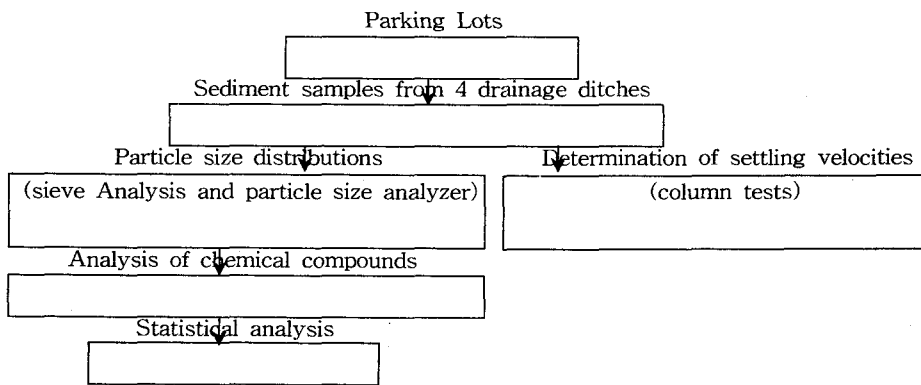 Parking Lots
Sediment samples from 4 drainage ditches
Particle size distributions
(sieve Analysis and particle size analyzer)
Determination of settling velocities
(column tests)
Analysis of chemical compounds
Statistical analysis